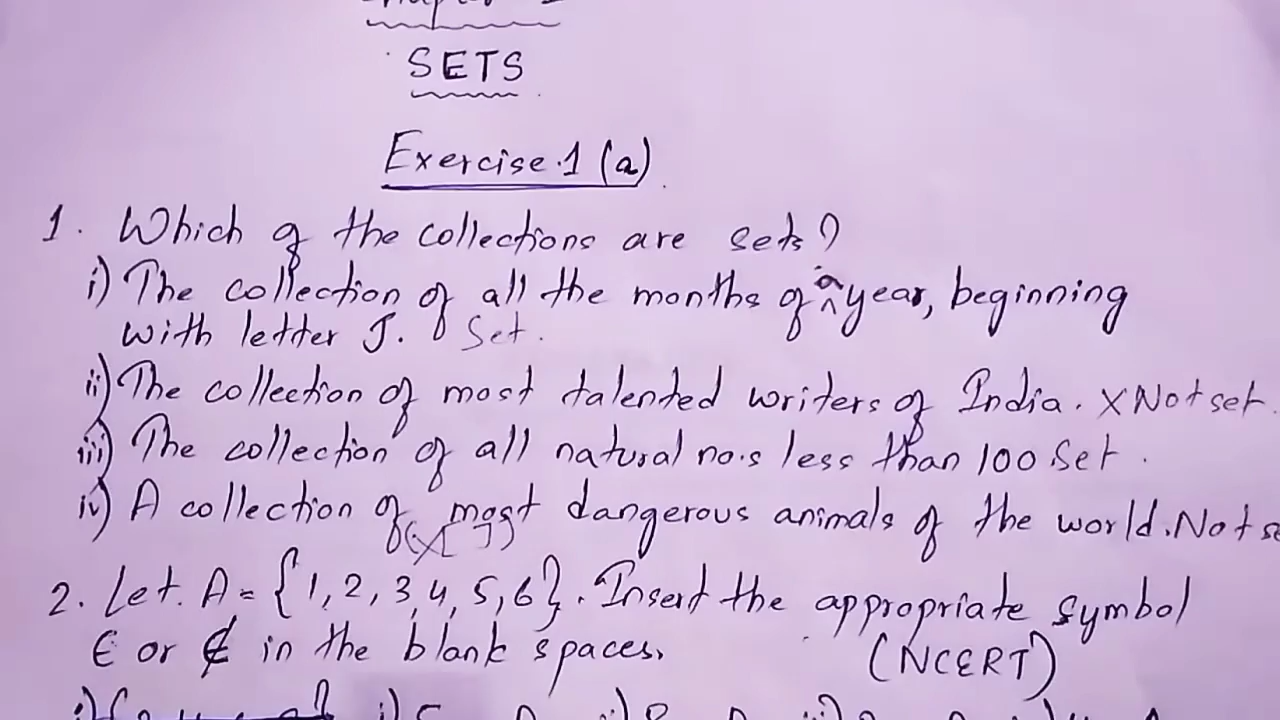 SETS
Exercise.1 (a)
1. Which of the collections are sets?
i) The collection of all the months of a year, beginning
with letter J. Set.
ii) The collection of most talented writers of India. X Not set.
iii) The collection of all natural no.s less than 100 Set.
iv) A collection of most dangerous animals of the world. Not
2. Let. A = {1, 2, 3, 4, 5, 6}. Insert the appropriate symbol
∈ or ∉ in the blank spaces.
(NCERT)